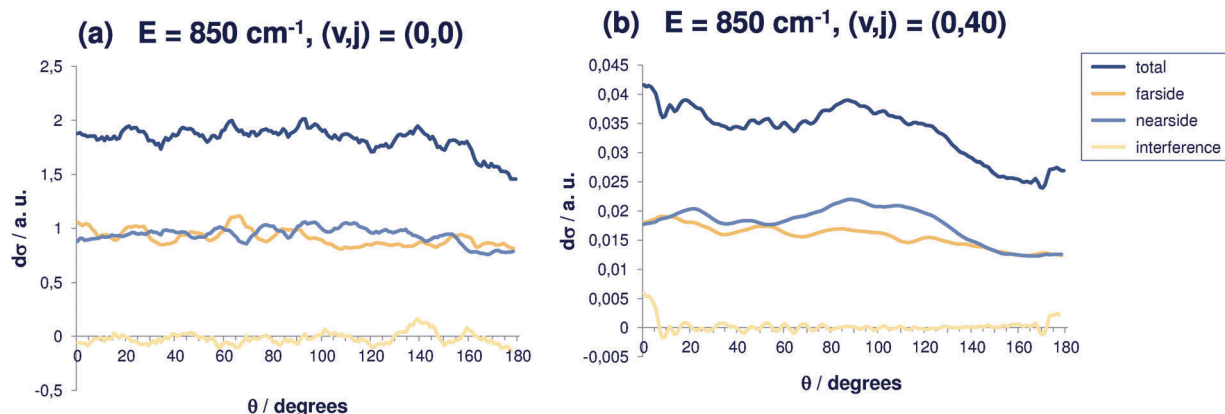 (a) E = 850 cm⁻¹, (v,j) = (0,0)
2,5
2
1,5
1
0,5
0
-0,5
dσ / a. u.
0 20 40 60 80 100 120 140 160 180
θ / degrees
(b) E = 850 cm⁻¹, (v,j) = (0,40)
0,045
0,04
0,035
0,03
0,025
0,02
0,015
0,01
0,005
0
-0,005
dσ / a. u.
0 20 40 60 80 100 120 140 160 180
θ / degrees
total
farside
nearside
interference